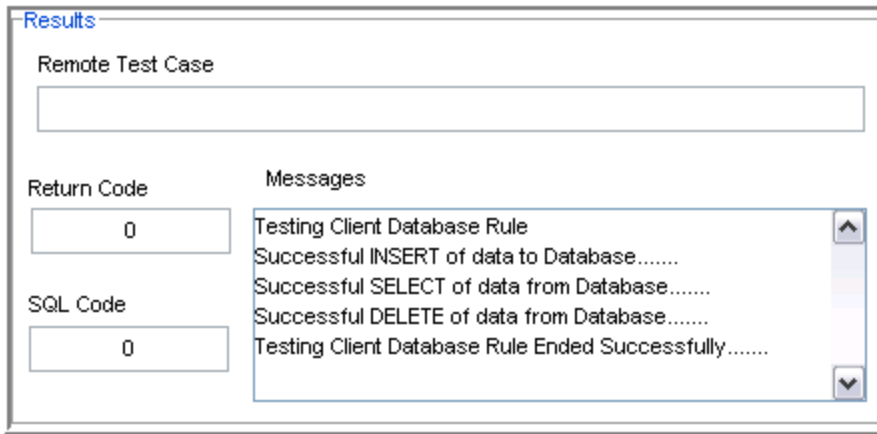 Results
Remote Test Case
Return Code
0
SQL Code
0
Messages
Testing Client Database Rule
Successful INSERT of data to Database.......
Successful SELECT of data from Database.......
Successful DELETE of data from Database.......
Testing Client Database Rule Ended Successfully.......